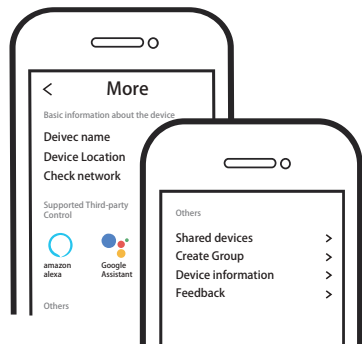 <
More
Basic information about the device
Deivec name
Device Location
Check network
Supported Third-party
Control
amazon
alexa
Google
Assistant
Others
Others
Shared devices >
Create Group >
Device information >
Feedback >